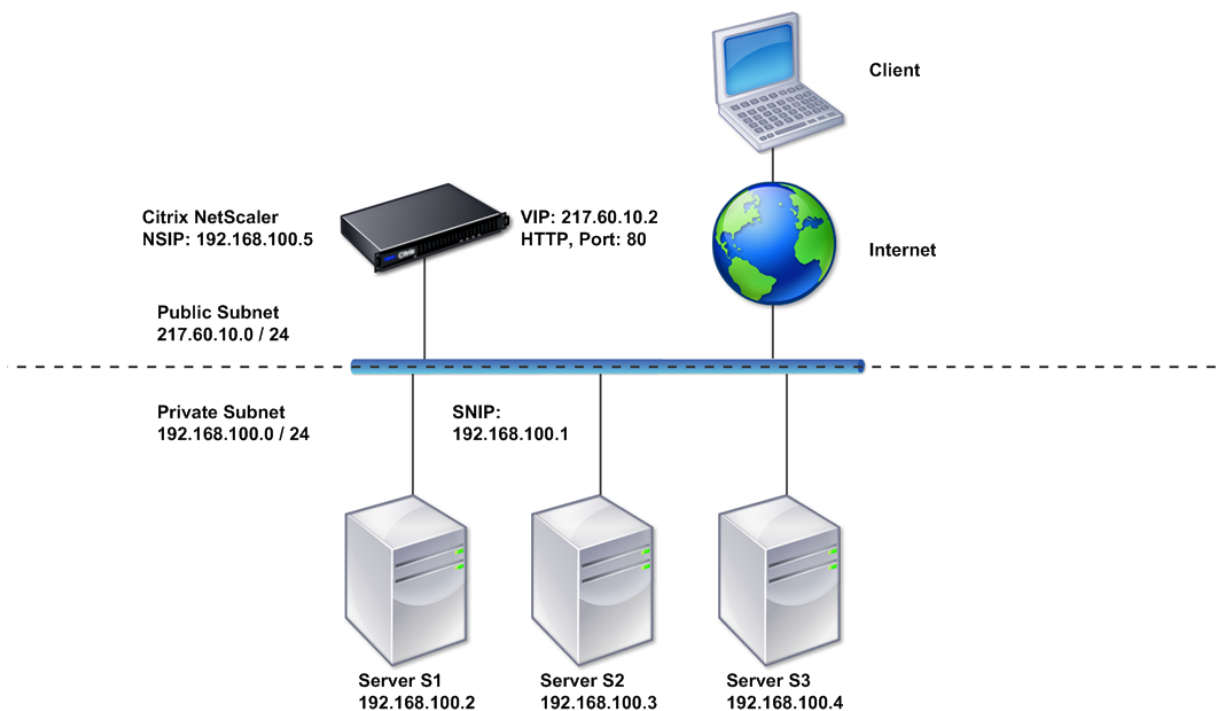 Client
Citrix NetScaler
NSIP: 192.168.100.5
VIP: 217.60.10.2
HTTP, Port: 80
Internet
Public Subnet
217.60.10.0 / 24
Private Subnet
192.168.100.0 / 24
SNIP:
192.168.100.1
Server S1
192.168.100.2
Server S2
192.168.100.3
Server S3
192.168.100.4